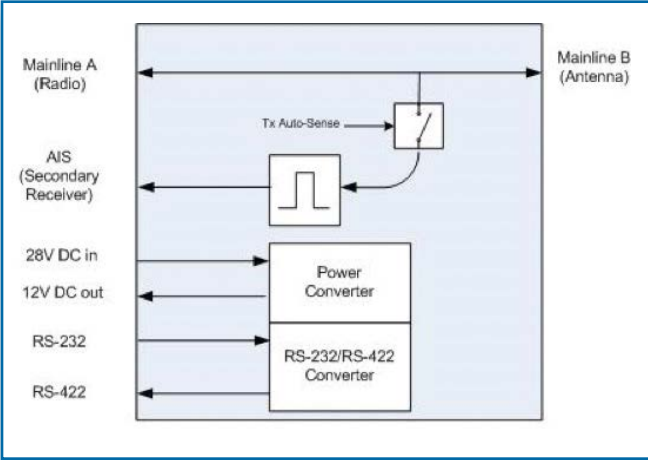 Mainline A
(Radio)
Mainline B
(Antenna)
Tx Auto-Sense
AIS
(Secondary
Receiver)
28V DC in
12V DC out
Power
Converter
RS-232
RS-422
RS-232/RS-422
Converter